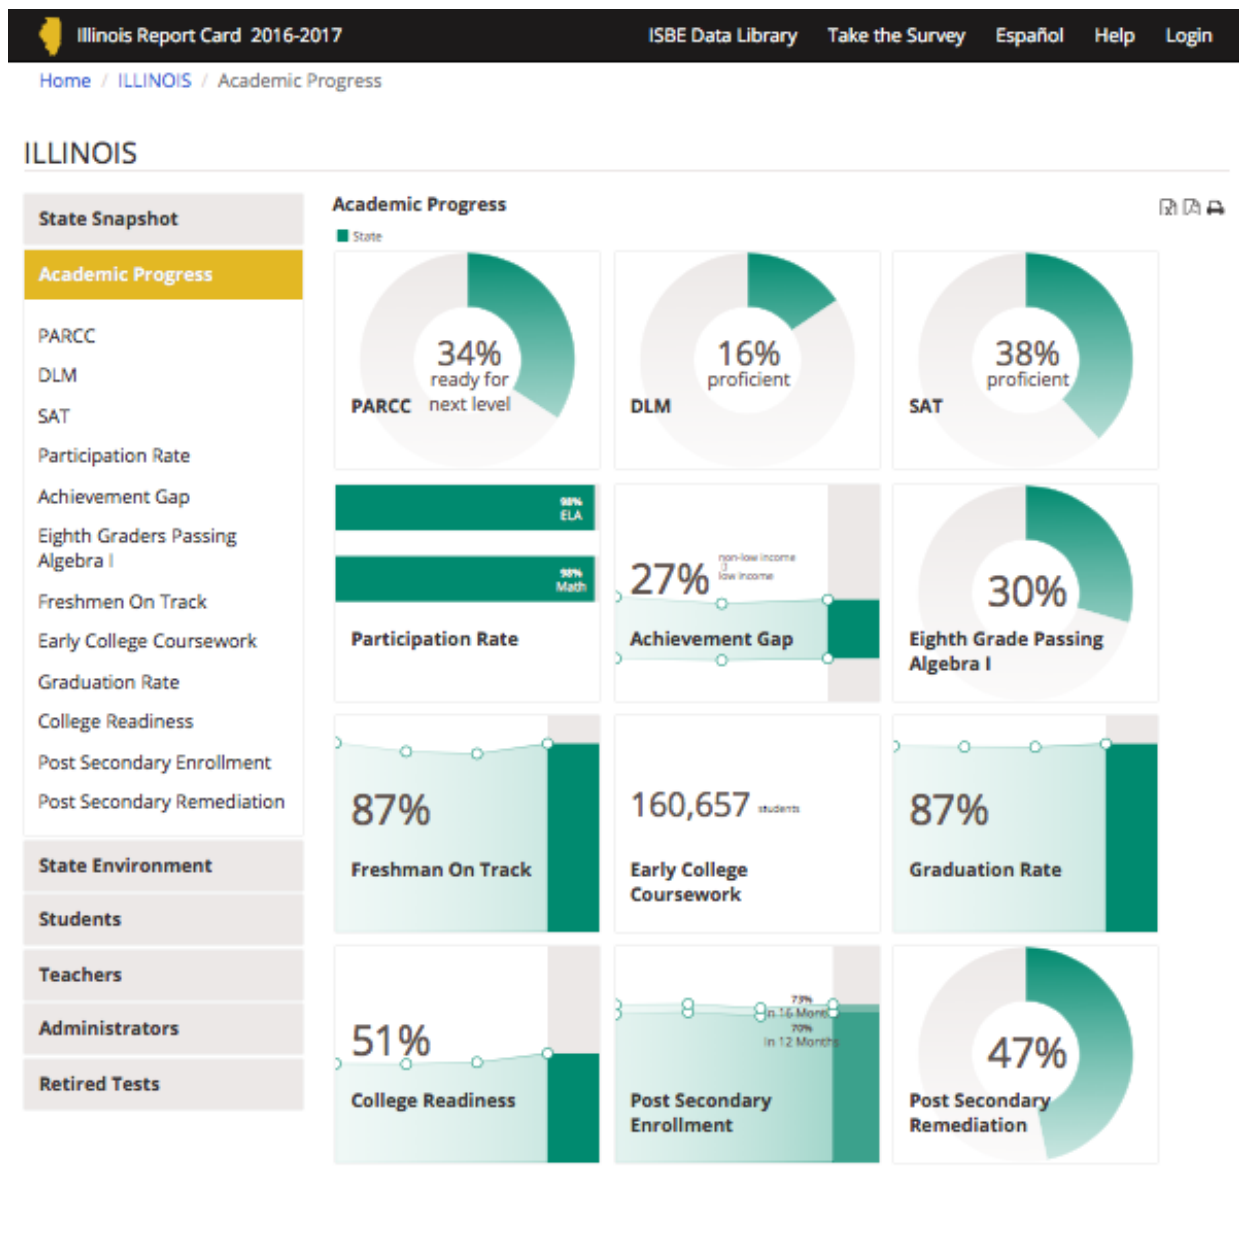 Illinois Report Card 2016-2017
ISBE Data Library
Take the Survey
Español
Help
Login
Home / ILLINOIS / Academic Progress
ILLINOIS
State Snapshot
Academic Progress
PARCC
DLM
SAT
Participation Rate
Achievement Gap
Eighth Graders Passing
Algebra I
Freshmen On Track
Early College Coursework
Graduation Rate
College Readiness
Post Secondary Enrollment
Post Secondary Remediation
State Environment
Students
Teachers
Administrators
Retired Tests
Academic Progress
State
34%
ready for
next level
PARCC
16%
proficient
DLM
38%
proficient
SAT
98%
ELA
98%
Math
Participation Rate
27%
non-low income
low income
Achievement Gap
30%
Eighth Grade Passing
Algebra I
87%
Freshman On Track
160,657 students
Early College
Coursework
87%
Graduation Rate
51%
College Readiness
73%
in 16 Months
70%
in 12 Months
Post Secondary
Enrollment
47%
Post Secondary
Remediation